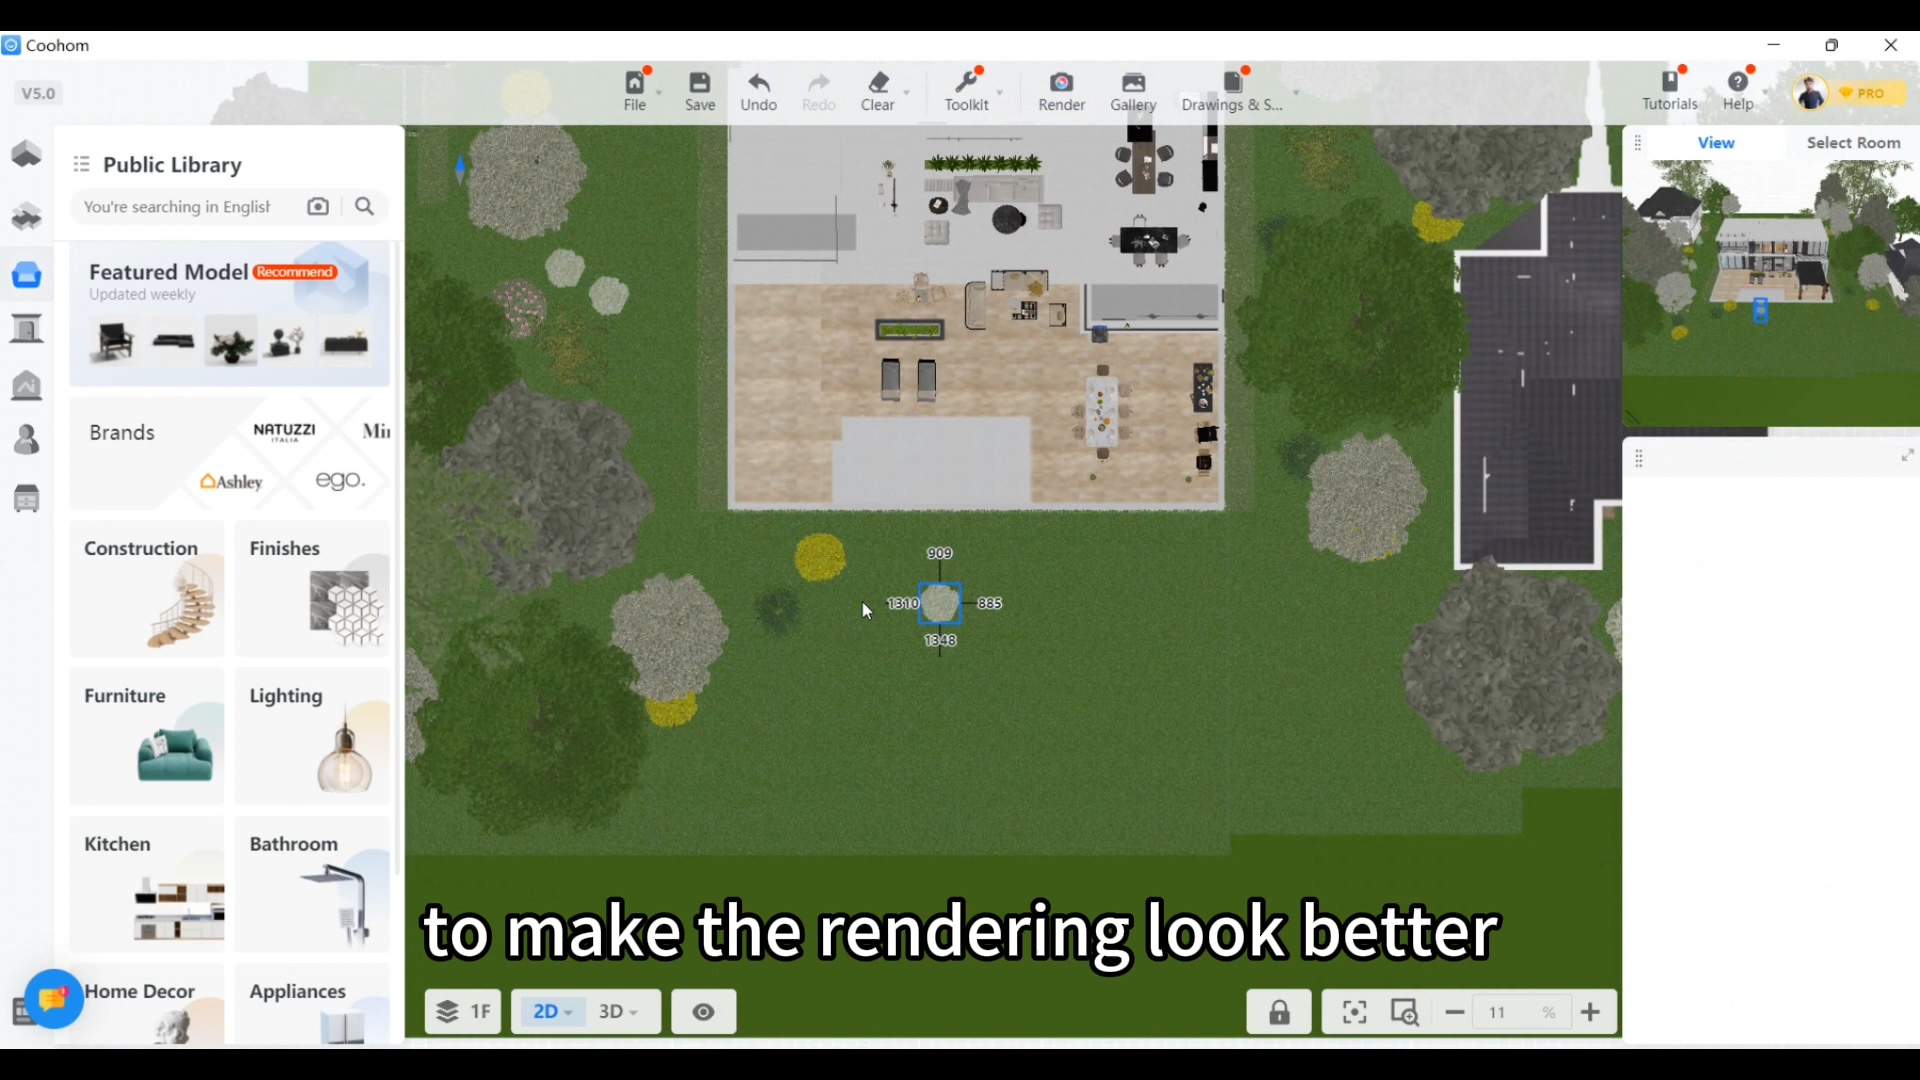 Coohom
V5.0
File
Save
Undo
Redo
Clear
Toolkit
Render
Gallery
Drawings & S...
Tutorials
Help
PRO
Public Library
You're searching in English
Featured Model Recommend
Updated weekly
Brands
NATUZZI
ITALIA
Ashley
ego.
Construction
Finishes
Furniture
Lighting
Kitchen
Bathroom
Home Decor
Appliances
View
Select Room
909
1310
885
1348
to make the rendering look better
1F
2D
3D
11 %